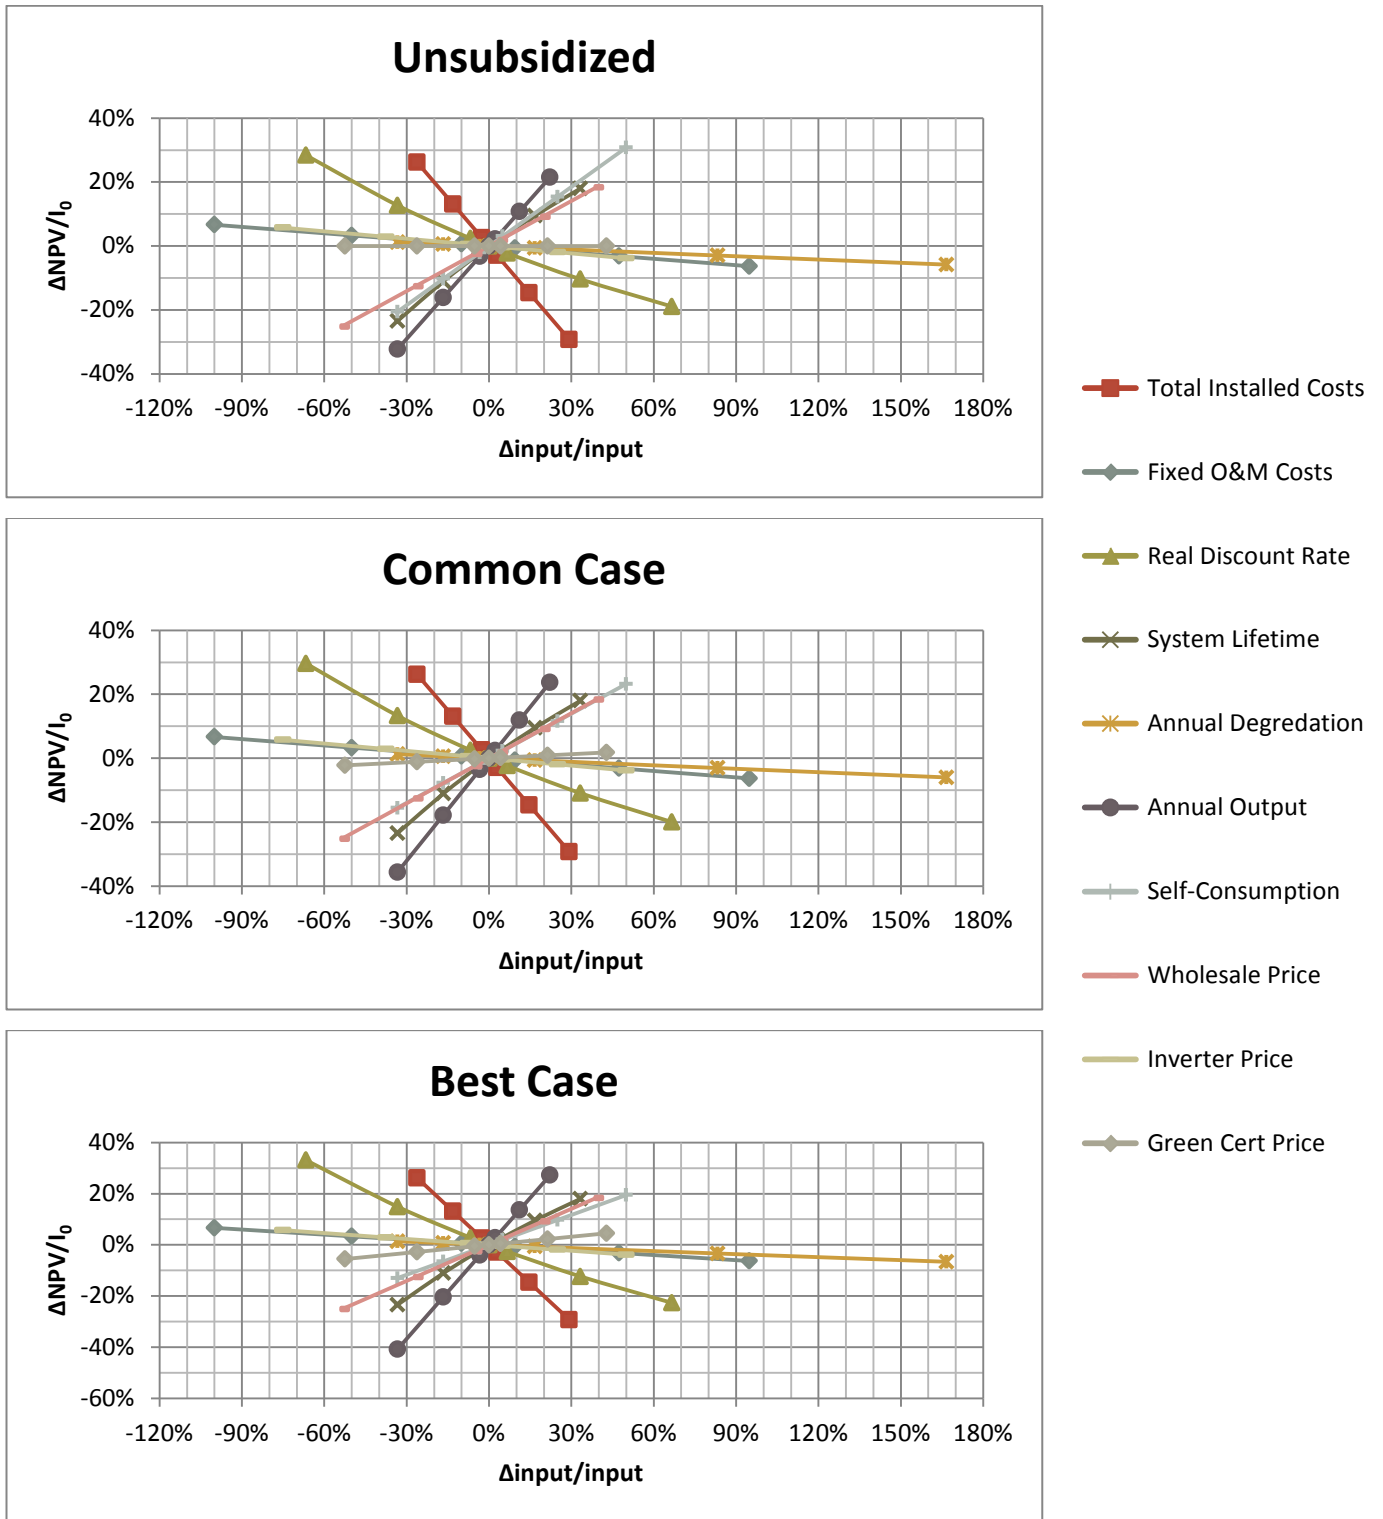 Unsubsidized
40%
20%
0%
-20%
-40%
ΔNPV/I₀
-120% -90% -60% -30% 0% 30% 60% 90% 120% 150% 180%
Δinput/input
Common Case
40%
20%
0%
-20%
-40%
ΔNPV/I₀
-120% -90% -60% -30% 0% 30% 60% 90% 120% 150% 180%
Δinput/input
Best Case
40%
20%
0%
-20%
-40%
-60%
ΔNPV/I₀
-120% -90% -60% -30% 0% 30% 60% 90% 120% 150% 180%
Δinput/input
Total Installed Costs
Fixed O&M Costs
Real Discount Rate
System Lifetime
Annual Degredation
Annual Output
Self-Consumption
Wholesale Price
Inverter Price
Green Cert Price